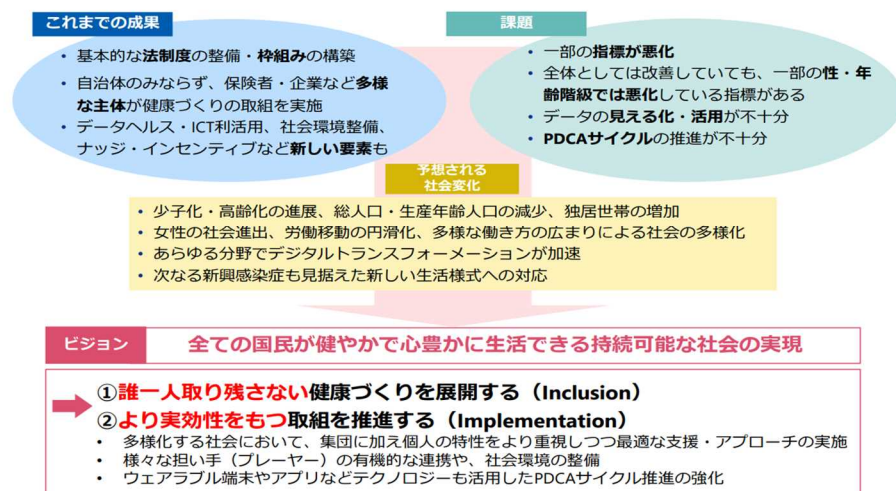 これまでの成果
・ 基本的な法制度の整備・枠組みの構築
・ 自治体のみならず、保険者・企業など多様
な主体が健康づくりの取組を実施
・ データヘルス・ICT利活用、社会環境整備、
ナッジ・インセンティブなど新しい要素も
課題
・ 一部の指標が悪化
・ 全体としては改善していても、一部の性・年
齢階級では悪化している指標がある
・ データの見える化・活用が不十分
・ PDCAサイクルの推進が不十分
予想される
社会変化
・ 少子化・高齢化の進展、総人口・生産年齢人口の減少、独居世帯の増加
・ 女性の社会進出、労働移動の円滑化、多様な働き方の広まりによる社会の多様化
・ あらゆる分野でデジタルトランスフォーメーションが加速
・ 次なる新興感染症も見据えた新しい生活様式への対応
ビジョン
全ての国民が健やかで心豊かに生活できる持続可能な社会の実現
①誰一人取り残さない健康づくりを展開する（Inclusion）
②より実効性をもつ取組を推進する（Implementation）
・ 多様化する社会において、集団に加え個人の特性をより重視しつつ最適な支援・アプローチの実施
・ 様々な担い手（プレーヤー）の有機的な連携や、社会環境の整備
・ ウェアラブル端末やアプリなどテクノロジーも活用したPDCAサイクル推進の強化